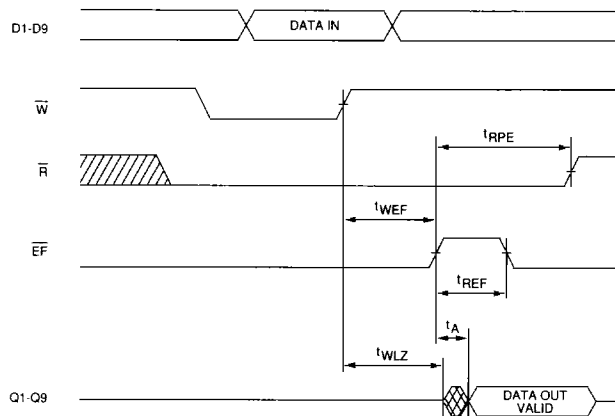 D1-D9
DATA IN
W
tRPE
R
tWEF
EF
tREF
tA
tWLZ
Q1-Q9
DATA OUT
VALID